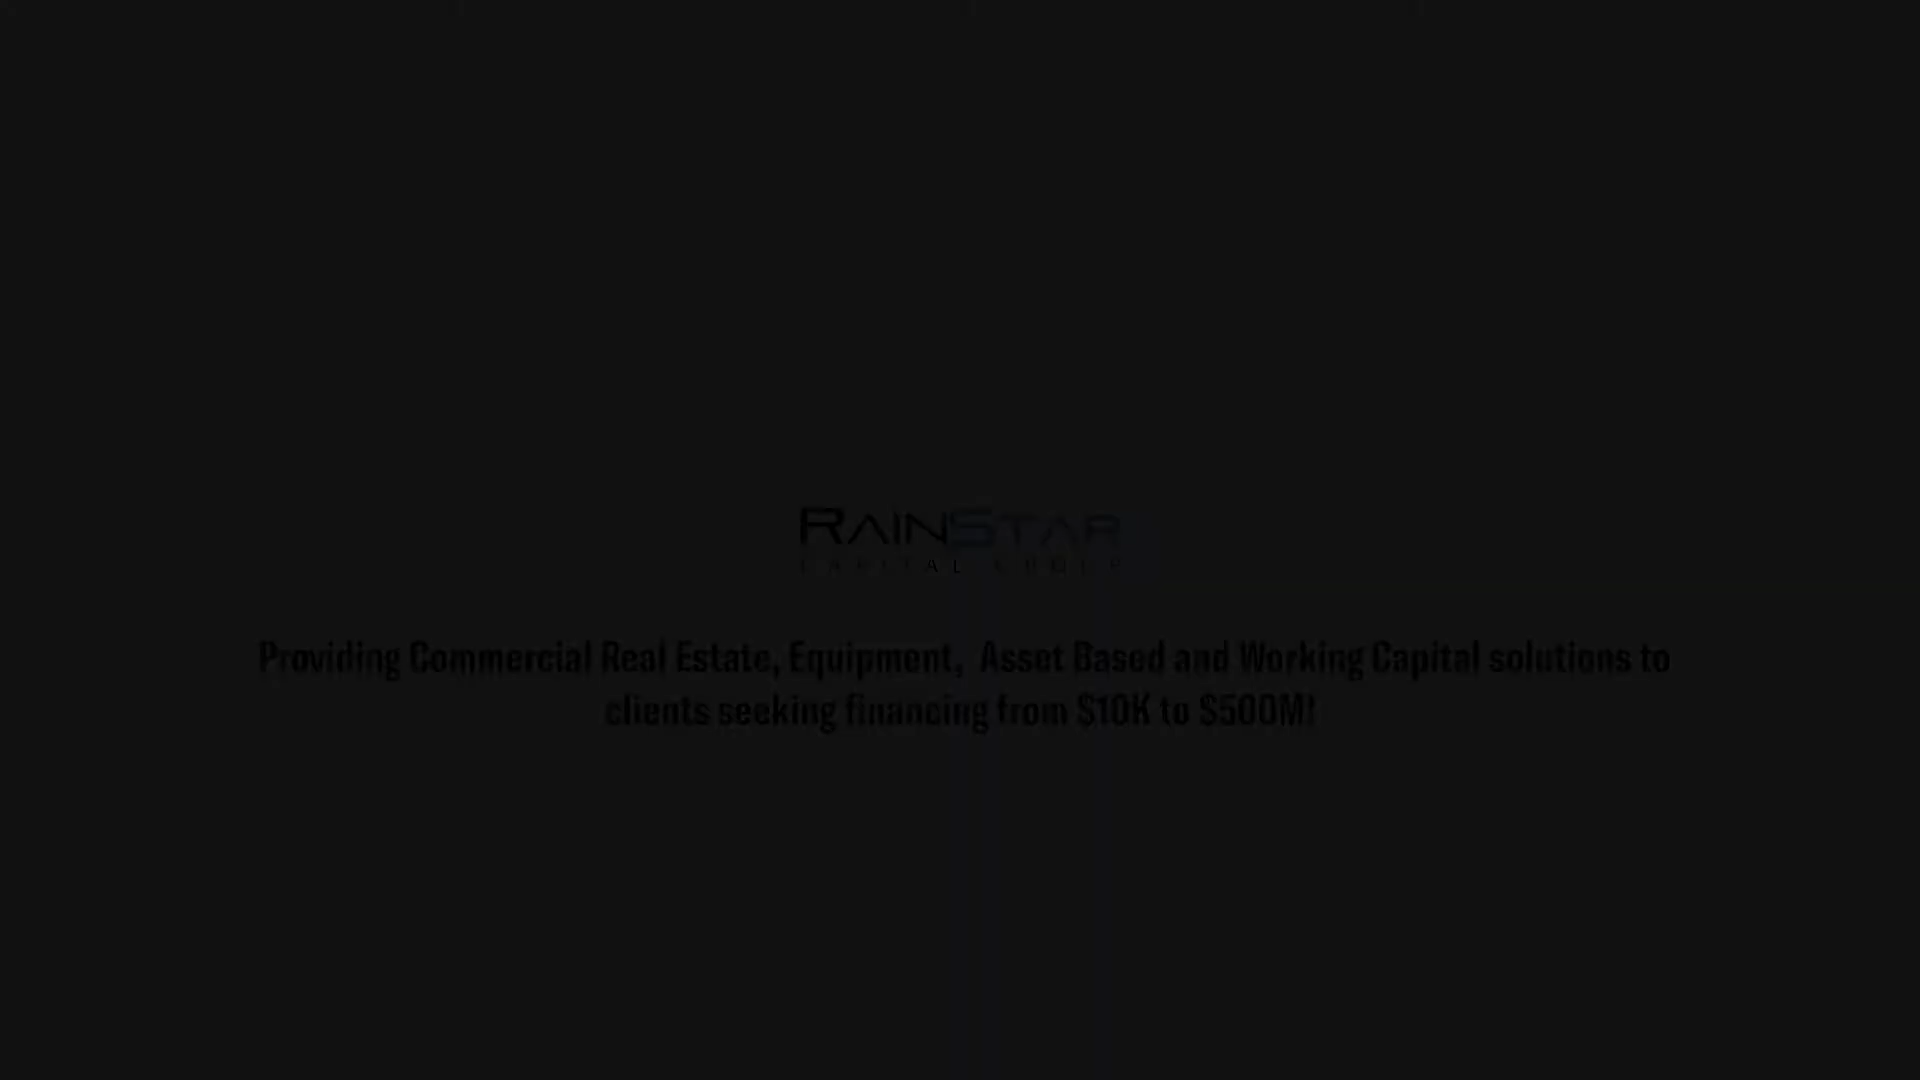 RAINSTAR
CAPITAL GROUP
Providing Commercial Real Estate, Equipment, Asset Based and Working Capital solutions to
clients seeking financing from $10K to $500M!